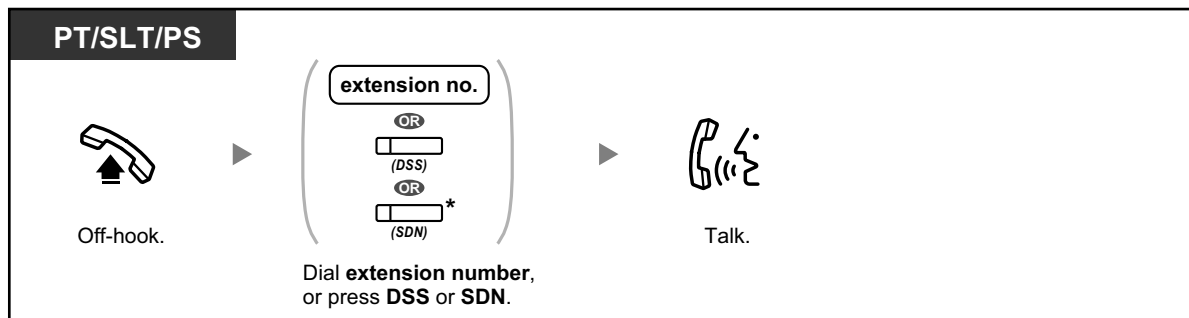 PT/SLT/PS
extension no.
OR
(DSS)
OR
*
(SDN)
Off-hook.
Talk.
Dial extension number,
or press DSS or SDN.